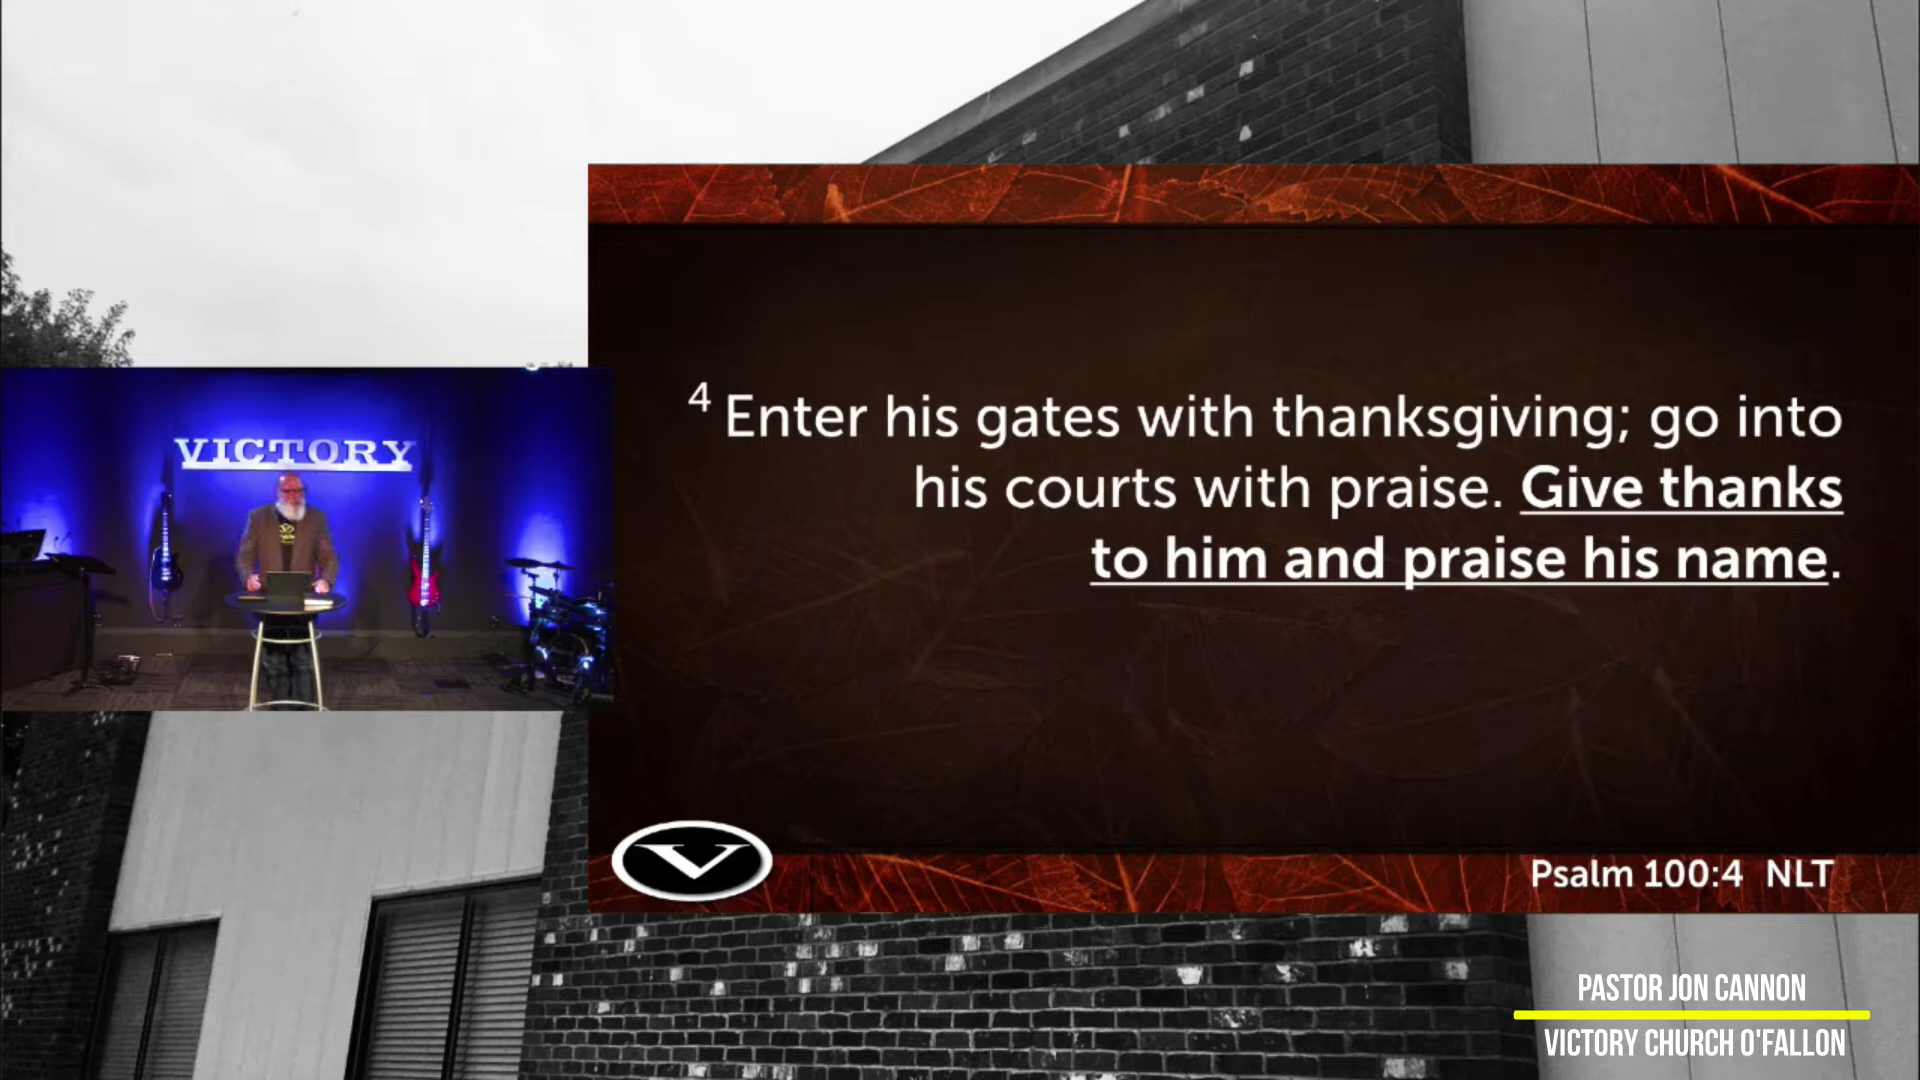 VICTORY
4 Enter his gates with thanksgiving; go into
his courts with praise. Give thanks
to him and praise his name.
V
Psalm 100:4 NLT
PASTOR JON CANNON
VICTORY CHURCH O'FALLON